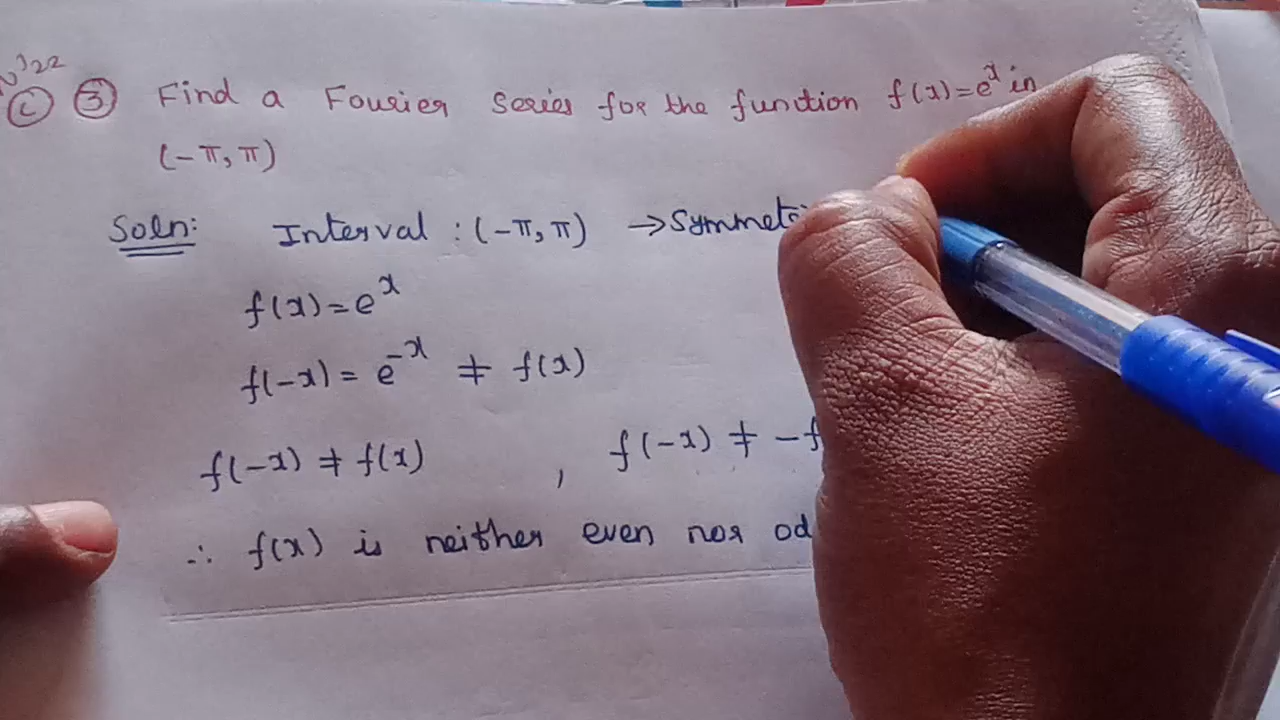 C 3 Find a Fourier Series for the function f(x)=e^x in
(-π, π)
Soln: Interval : (-π, π) →
f(x) = e^x
f(-x) = e^-x ≠ f(x)
f(-x) ≠ f(x) , f(-x) ≠ -f
∴ f(x) is neither even nor